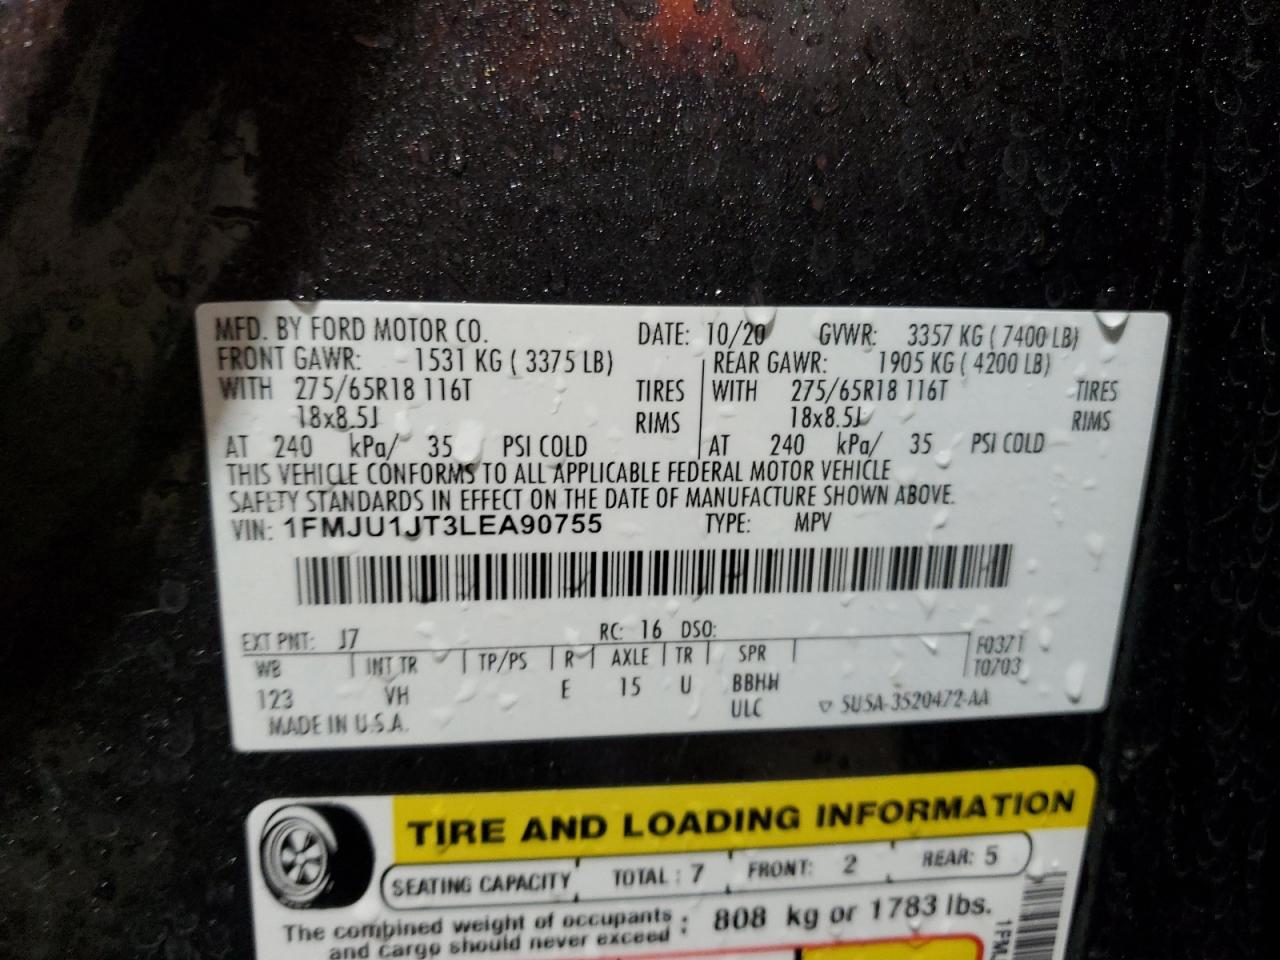 MFD. BY FORD MOTOR CO. DATE: 10/20 GVWR: 3357 KG (7400 LB)
FRONT GAWR: 1531 KG (3375 LB) REAR GAWR: 1905 KG (4200 LB)
WITH 275/65R18 116T TIRES WITH 275/65R18 116T TIRES
18x8.5J RIMS 18x8.5J RIMS
AT 240 kPa/ 35 PSI COLD AT 240 kPa/ 35 PSI COLD
THIS VEHICLE CONFORMS TO ALL APPLICABLE FEDERAL MOTOR VEHICLE
SAFETY STANDARDS IN EFFECT ON THE DATE OF MANUFACTURE SHOWN ABOVE.
VIN: 1FMJU1JT3LEA90755 TYPE: MPV
EXT PNT: J7 RC: 16 DSO:
WB INT TR TP/PS R AXLE TR SPR F0371
T0703
123 VH E 15 U BBHH
ULC 5U5A-3520472-AA
MADE IN U.S.A.
TIRE AND LOADING INFORMATION
SEATING CAPACITY TOTAL: 7 FRONT: 2 REAR: 5
The combined weight of occupants : 808 kg or 1783 lbs.
and cargo should never exceed
1FM